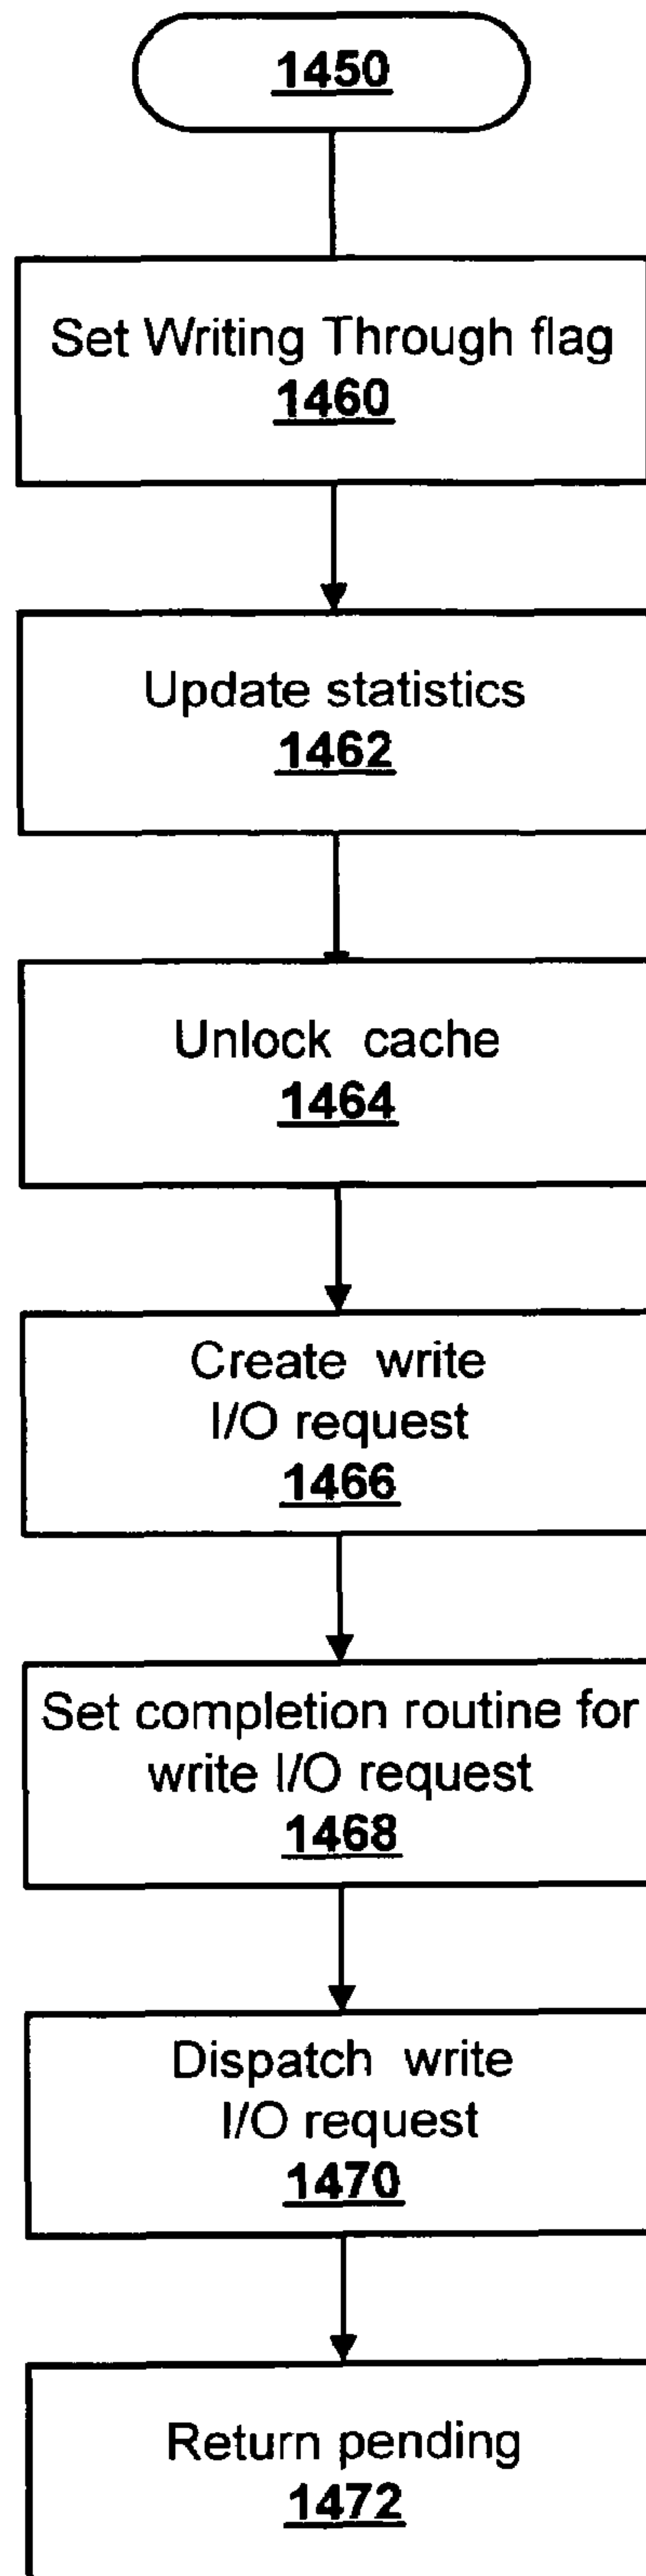 1450
Set Writing Through flag
1460
Update statistics
1462
Unlock cache
1464
Create write
I/O request
1466
Set completion routine for
write I/O request
1468
Dispatch write
I/O request
1470
Return pending
1472